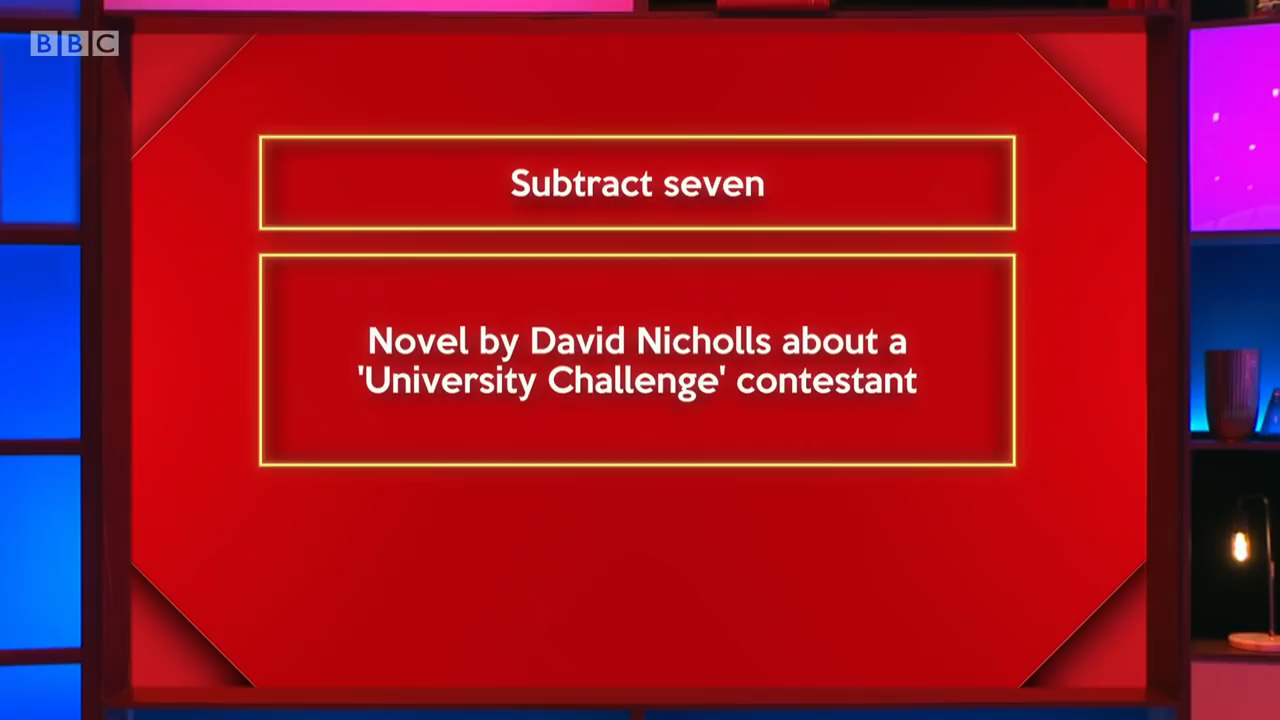 BBC
Subtract seven
Novel by David Nicholls about a
'University Challenge' contestant